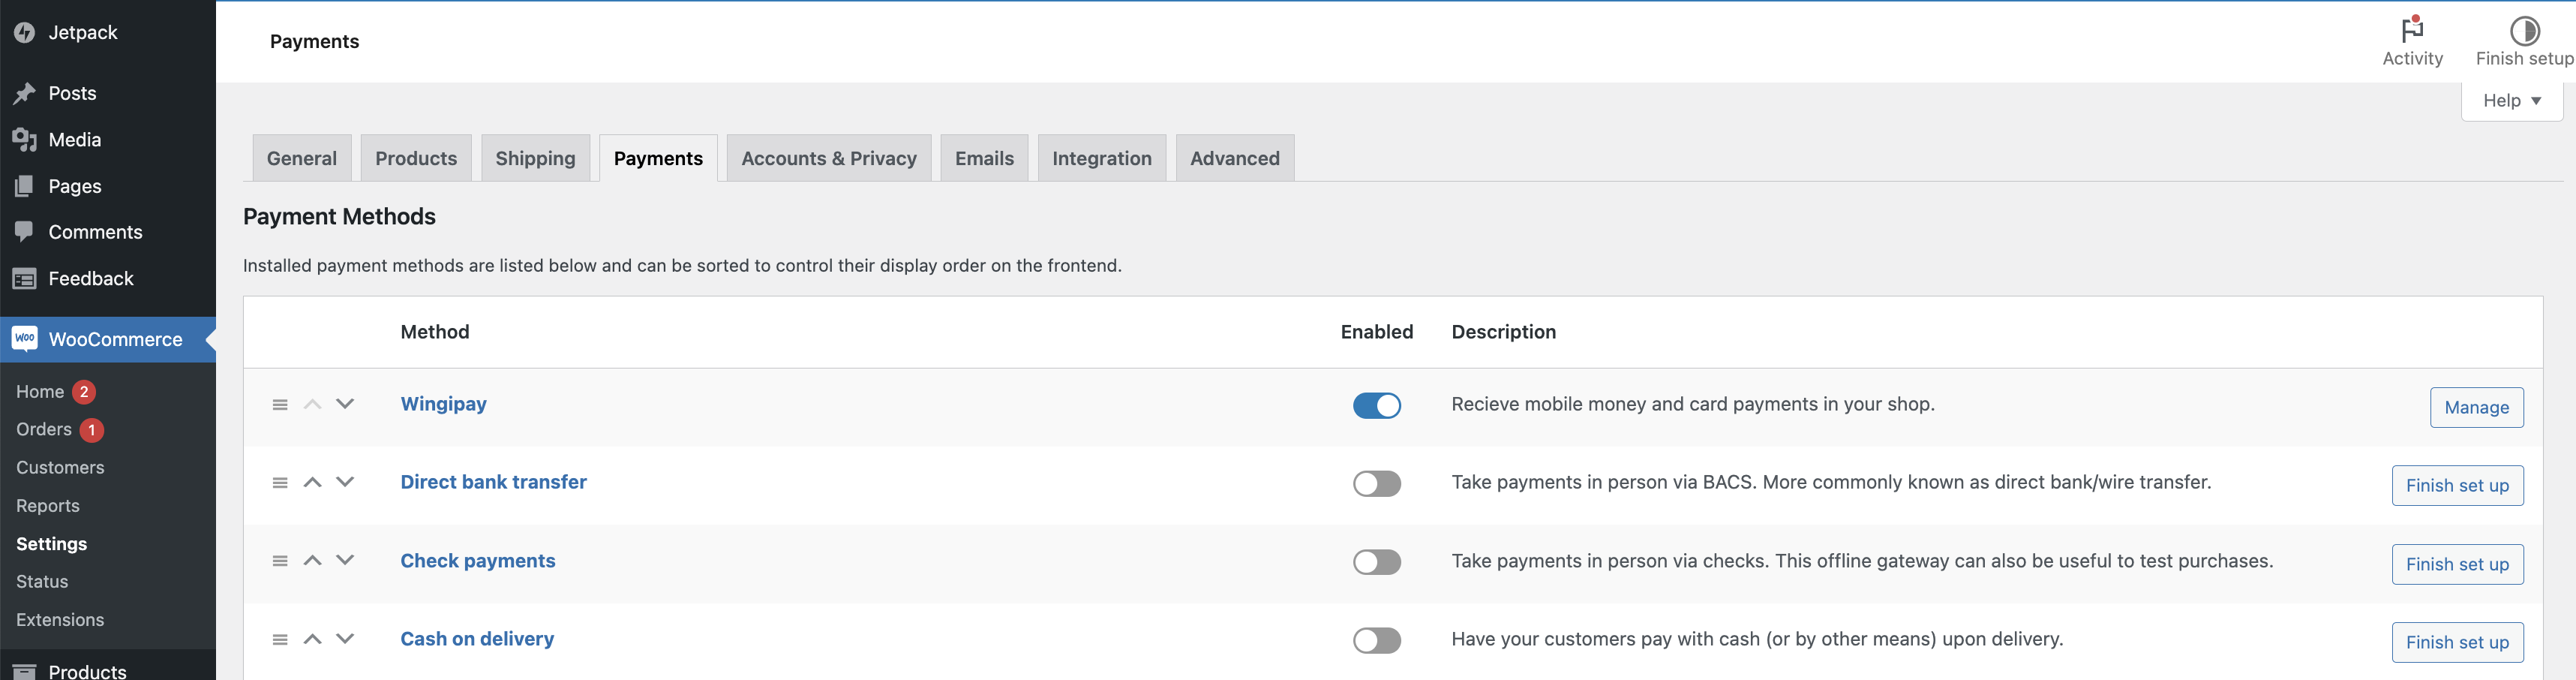 Jetpack
Posts
Media
Pages
Comments
Feedback
Woo WooCommerce
Home 2
Orders 1
Customers
Reports
Settings
Status
Extensions
Products
Payments
Activity
Finish setup
Help
General Products Shipping Payments Accounts & Privacy Emails Integration Advanced
Payment Methods
Installed payment methods are listed below and can be sorted to control their display order on the frontend.
Method Enabled Description
Wingipay Recieve mobile money and card payments in your shop. Manage
Direct bank transfer Take payments in person via BACS. More commonly known as direct bank/wire transfer. Finish set up
Check payments Take payments in person via checks. This offline gateway can also be useful to test purchases. Finish set up
Cash on delivery Have your customers pay with cash (or by other means) upon delivery. Finish set up